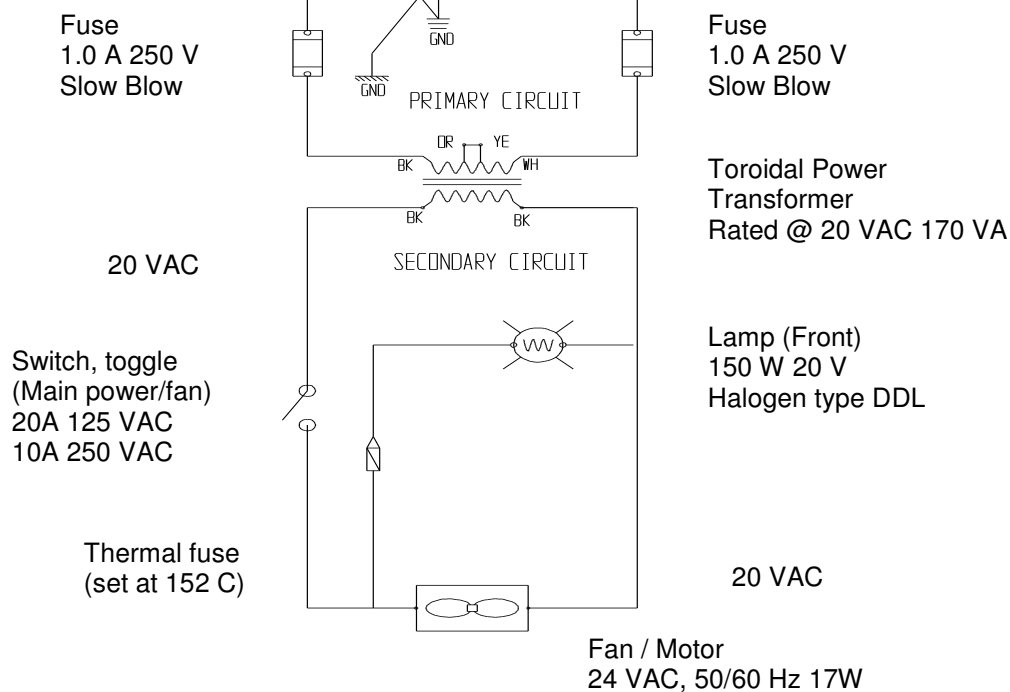 Fuse
1.0 A 250 V
Slow Blow
GND
GND
Fuse
1.0 A 250 V
Slow Blow
PRIMARY CIRCUIT
OR
YE
BK
WH
Toroidal Power
Transformer
Rated @ 20 VAC 170 VA
BK
BK
20 VAC
SECONDARY CIRCUIT
Lamp (Front)
150 W 20 V
Halogen type DDL
Switch, toggle
(Main power/fan)
20A 125 VAC
10A 250 VAC
Thermal fuse
(set at 152 C)
20 VAC
Fan / Motor
24 VAC, 50/60 Hz 17W